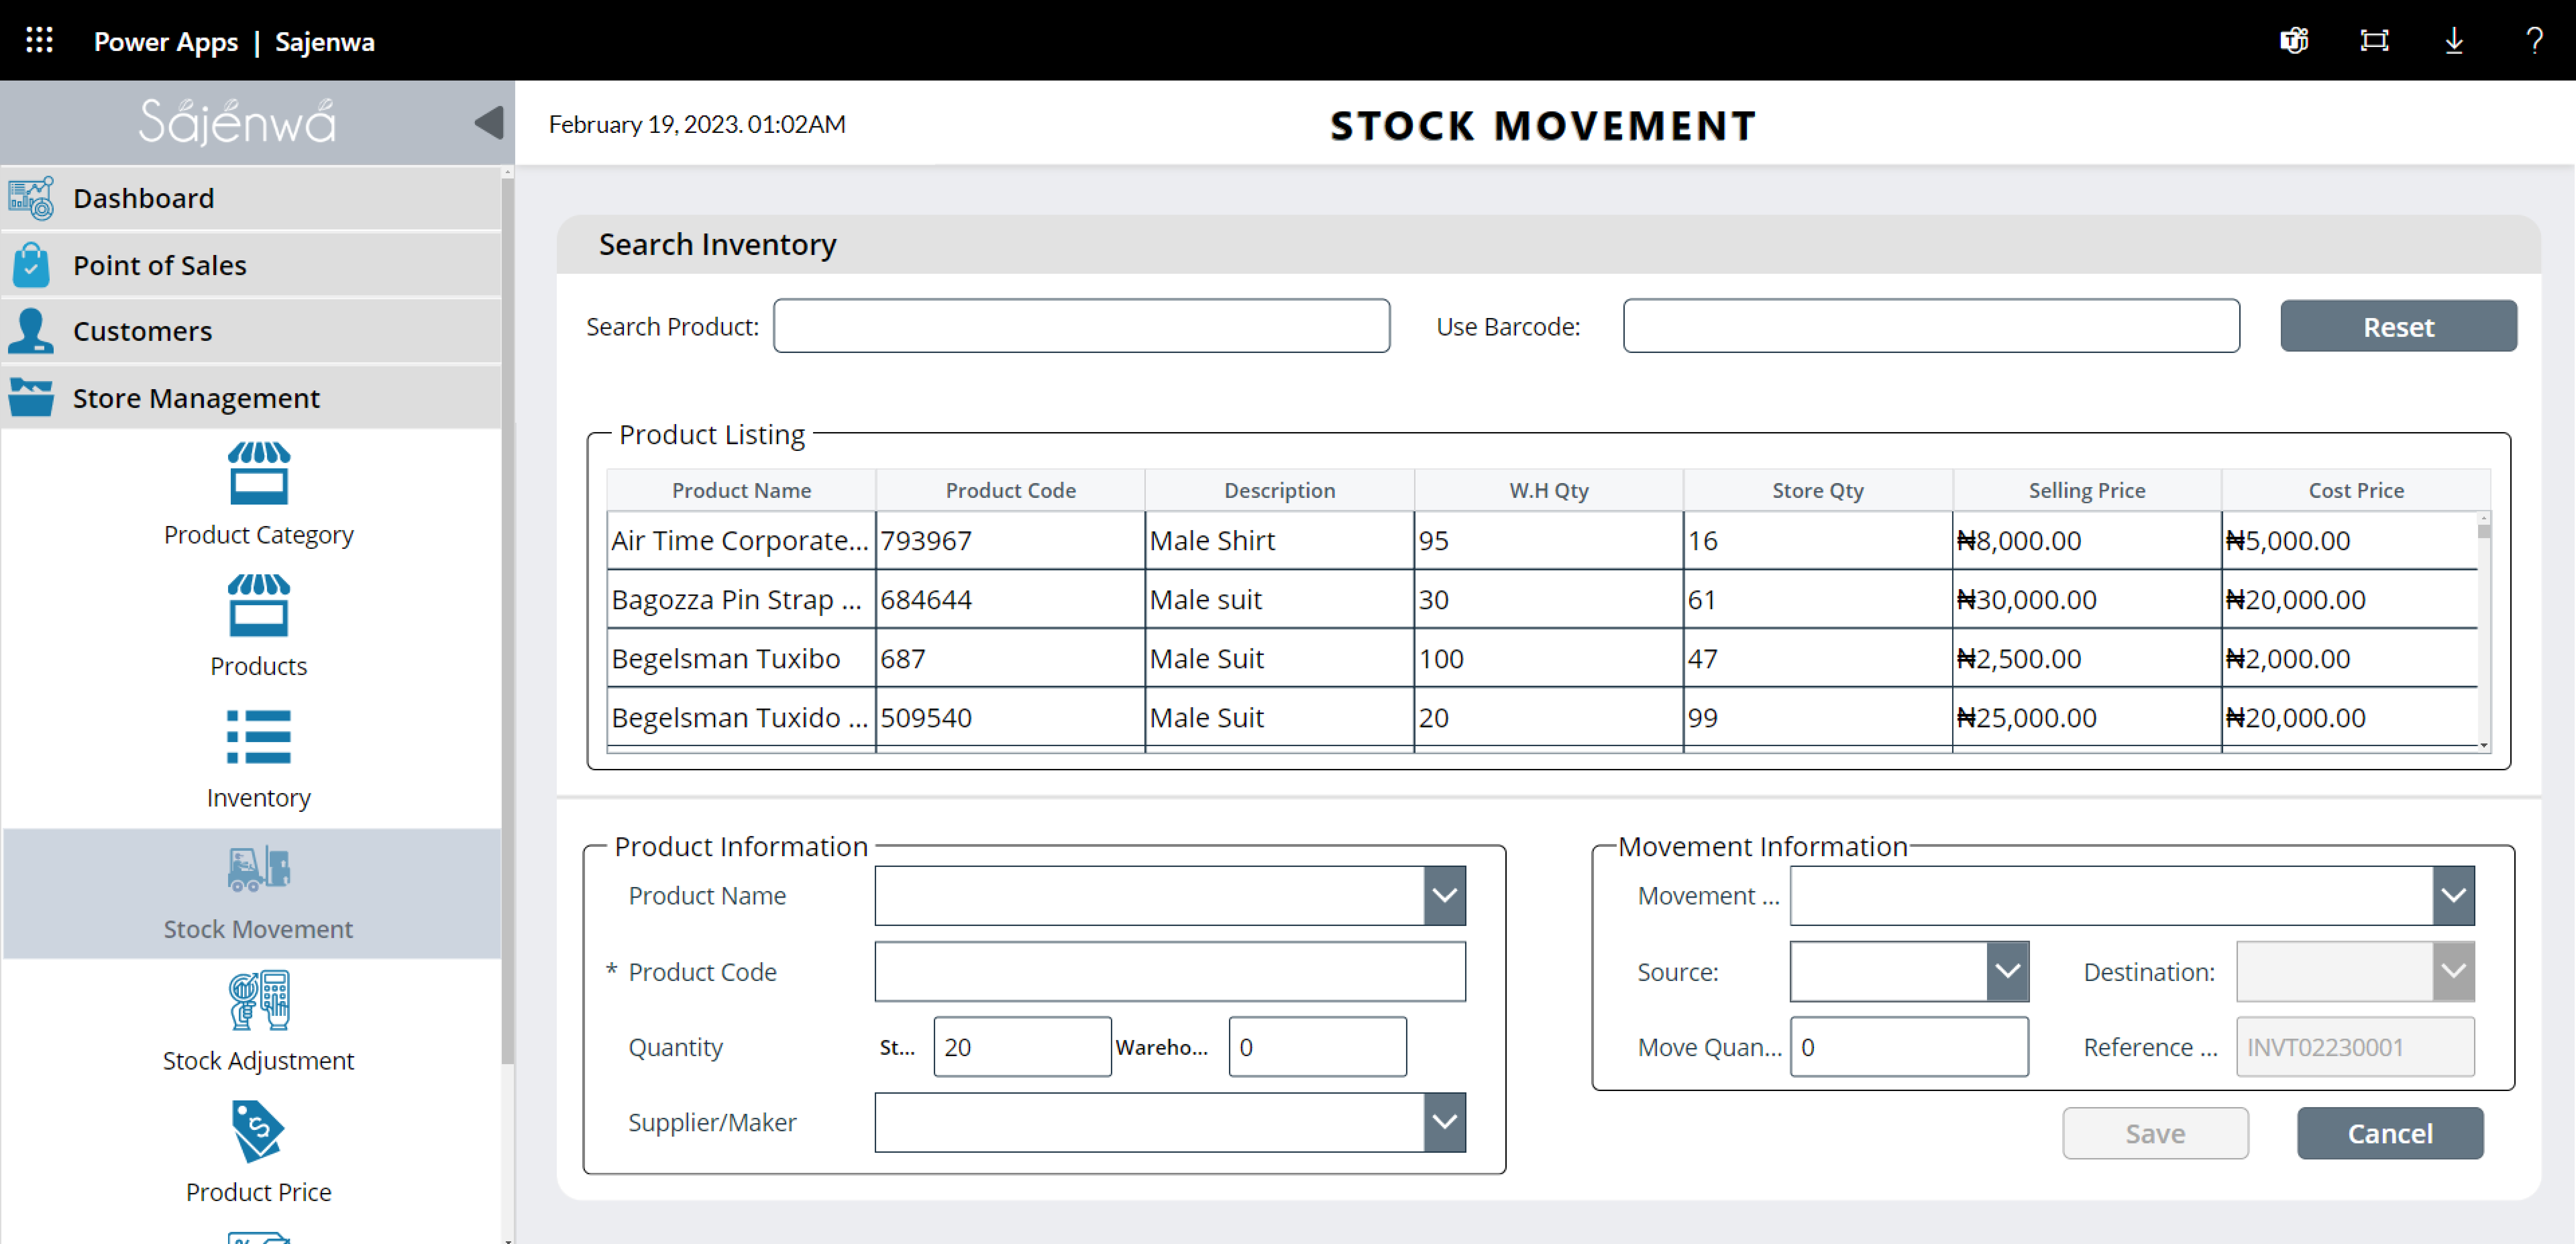 Power Apps | Sajenwa
Sajenwa
February 19, 2023. 01:02AM
STOCK MOVEMENT
Dashboard
Point of Sales
Customers
Store Management
Product Category
Products
Inventory
Stock Movement
Stock Adjustment
Product Price
Search Inventory
Search Product:
Use Barcode:
Reset
Product Listing
Product Name Product Code Description W.H Qty Store Qty Selling Price Cost Price
Air Time Corporate... 793967 Male Shirt 95 16 ₦8,000.00 ₦5,000.00
Bagozza Pin Strap ... 684644 Male suit 30 61 ₦30,000.00 ₦20,000.00
Begelsman Tuxibo 687 Male Suit 100 47 ₦2,500.00 ₦2,000.00
Begelsman Tuxido ... 509540 Male Suit 20 99 ₦25,000.00 ₦20,000.00
Product Information
Product Name
* Product Code
Quantity St... 20 Wareho... 0
Supplier/Maker
Movement Information
Movement ...
Source: Destination:
Move Quan... 0 Reference ... INVT02230001
Save Cancel